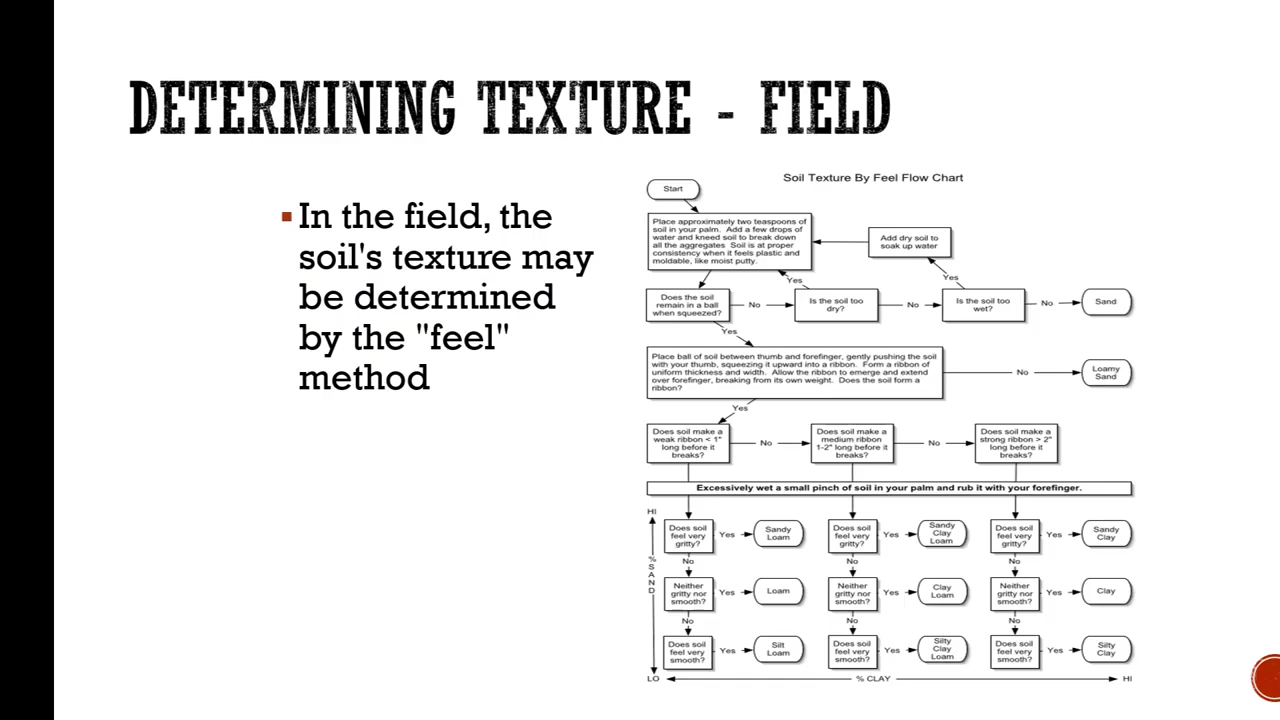 DETERMINING TEXTURE - FIELD
▪ In the field, the
soil's texture may
be determined
by the "feel"
method
Soil Texture By Feel Flow Chart
Start
Place approximately two teaspoons of
soil in your palm. Add a few drops of
water and kneed soil to break down
all the aggregates Soil is at proper
consistency when it feels plastic and
moldable, like moist putty.
Add dry soil to
soak up water
Yes
Yes
Does the soil
remain in a ball
when squeezed?
No
Is the soil too
dry?
No
Is the soil too
wet?
No
Sand
Yes
Place ball of soil between thumb and forefinger, gently pushing the soil
with your thumb, squeezing it upward into a ribbon. Form a ribbon of
uniform thickness and width. Allow the ribbon to emerge and extend
over forefinger, breaking from its own weight. Does the soil form a
ribbon?
No
Loamy
Sand
Yes
Does soil make a
weak ribbon < 1"
long before it
breaks?
No
Does soil make a
medium ribbon
1-2" long before it
breaks?
No
Does soil make a
strong ribbon > 2"
long before it
breaks?
Excessively wet a small pinch of soil in your palm and rub it with your forefinger.
HI
% SAND
LO
Does soil
feel very
gritty?
Yes
Sandy
Loam
Does soil
feel very
gritty?
Yes
Sandy
Clay
Loam
Does soil
feel very
gritty?
Yes
Sandy
Clay
No
No
No
Neither
gritty nor
smooth?
Yes
Loam
Neither
gritty nor
smooth?
Yes
Clay
Loam
Neither
gritty nor
smooth?
Yes
Clay
No
No
No
Does soil
feel very
smooth?
Yes
Silt
Loam
Does soil
feel very
smooth?
Yes
Silty
Clay
Loam
Does soil
feel very
smooth?
Yes
Silty
Clay
% CLAY
HI